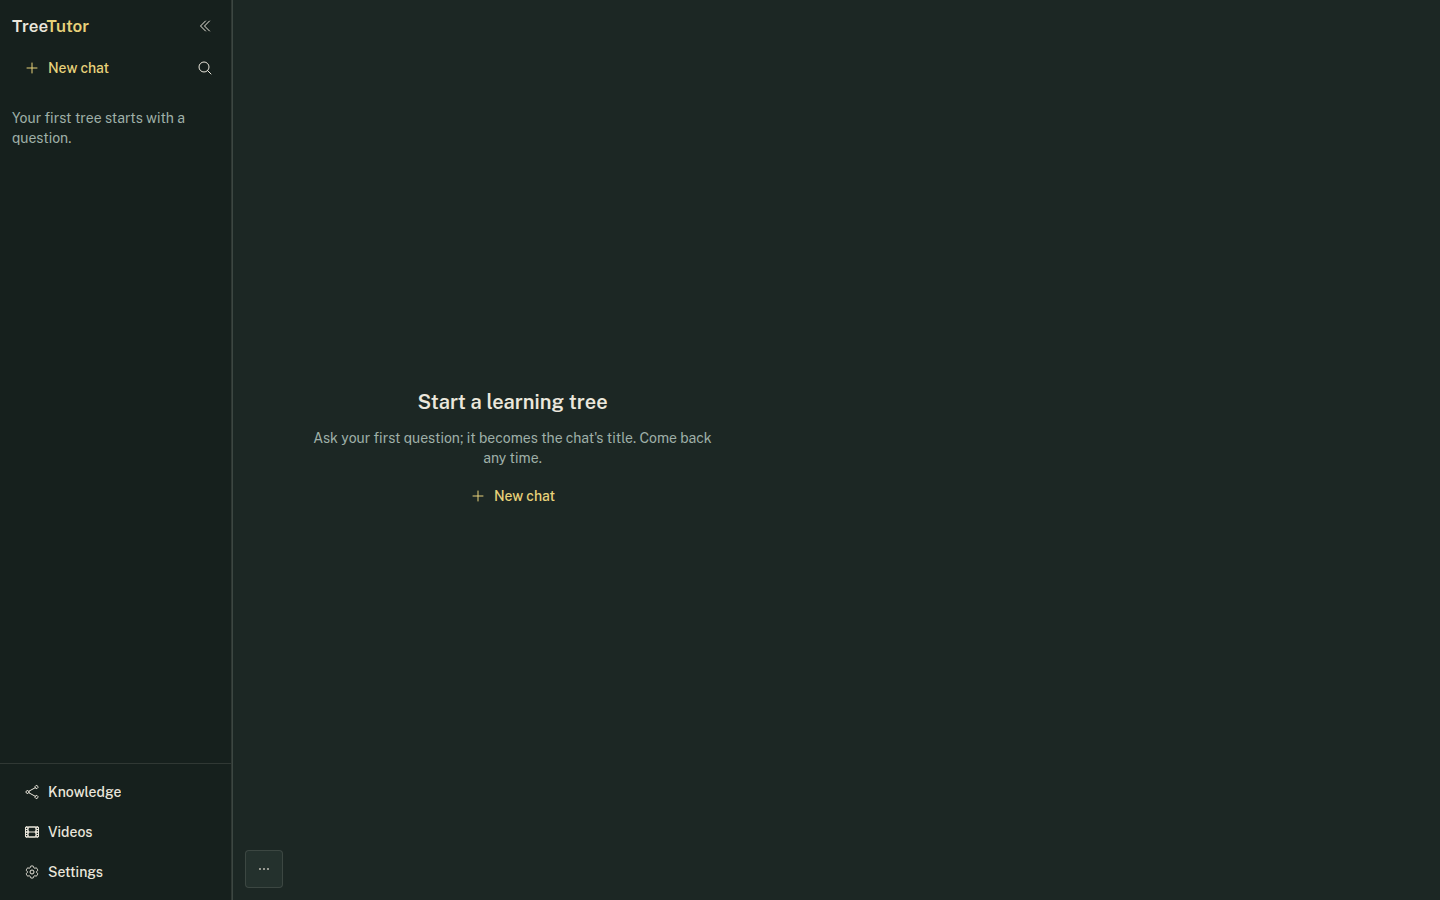 TreeTutor
New chat
Your first tree starts with a
question.
Start a learning tree
Ask your first question; it becomes the chat's title. Come back
any time.
New chat
Knowledge
Videos
Settings